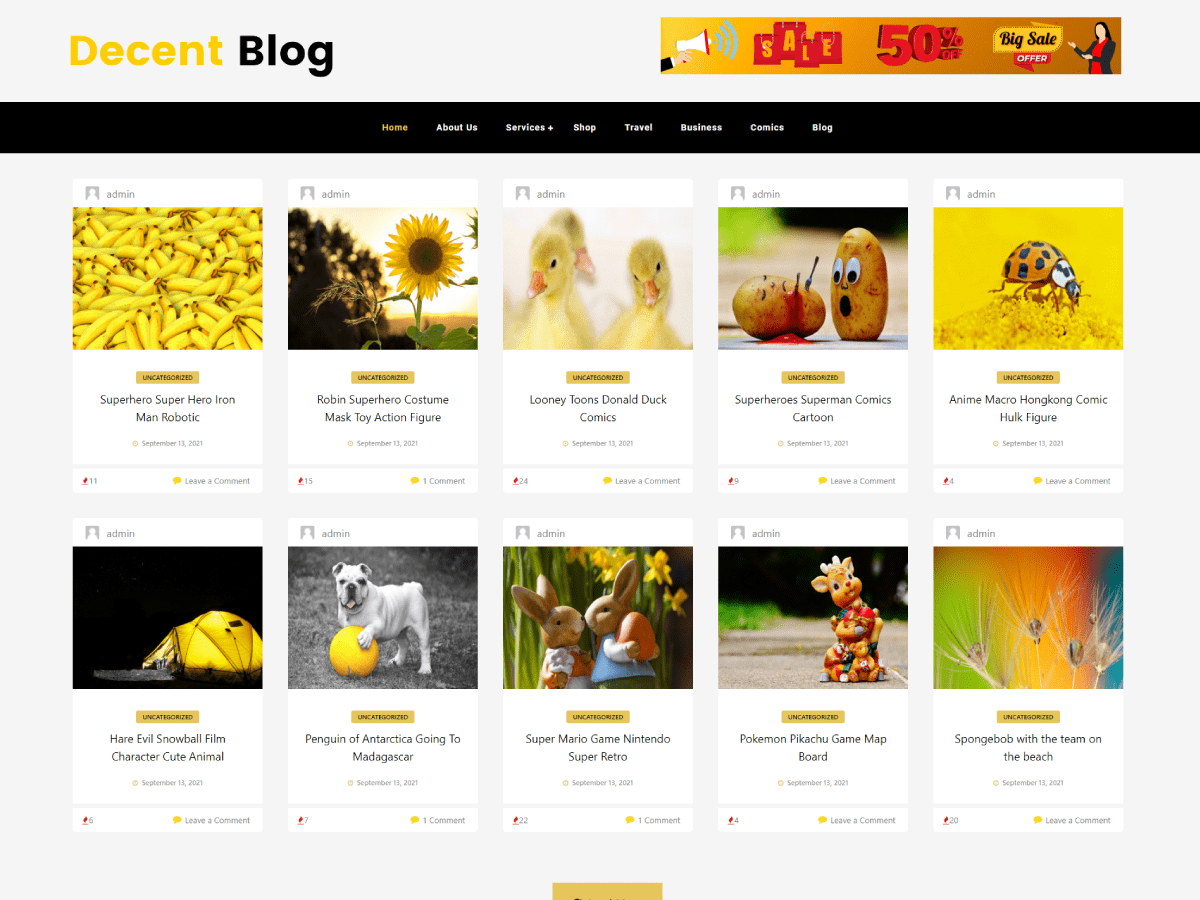 Decent Blog
SALE 50% OFF Big Sale OFFER
Home About Us Services + Shop Travel Business Comics Blog
admin admin admin admin admin
UNCATEGORIZED UNCATEGORIZED UNCATEGORIZED UNCATEGORIZED UNCATEGORIZED
Superhero Super Hero Iron Man Robotic
Robin Superhero Costume Mask Toy Action Figure
Looney Toons Donald Duck Comics
Superheroes Superman Comics Cartoon
Anime Macro Hongkong Comic Hulk Figure
September 13, 2021 September 13, 2021 September 13, 2021 September 13, 2021 September 13, 2021
11 Leave a Comment 15 1 Comment 24 Leave a Comment 9 Leave a Comment 4 Leave a Comment
admin admin admin admin admin
UNCATEGORIZED UNCATEGORIZED UNCATEGORIZED UNCATEGORIZED UNCATEGORIZED
Hare Evil Snowball Film Character Cute Animal
Penguin of Antarctica Going To Madagascar
Super Mario Game Nintendo Super Retro
Pokemon Pikachu Game Map Board
Spongebob with the team on the beach
September 13, 2021 September 13, 2021 September 13, 2021 September 13, 2021 September 13, 2021
6 Leave a Comment 7 1 Comment 22 1 Comment 4 Leave a Comment 20 Leave a Comment